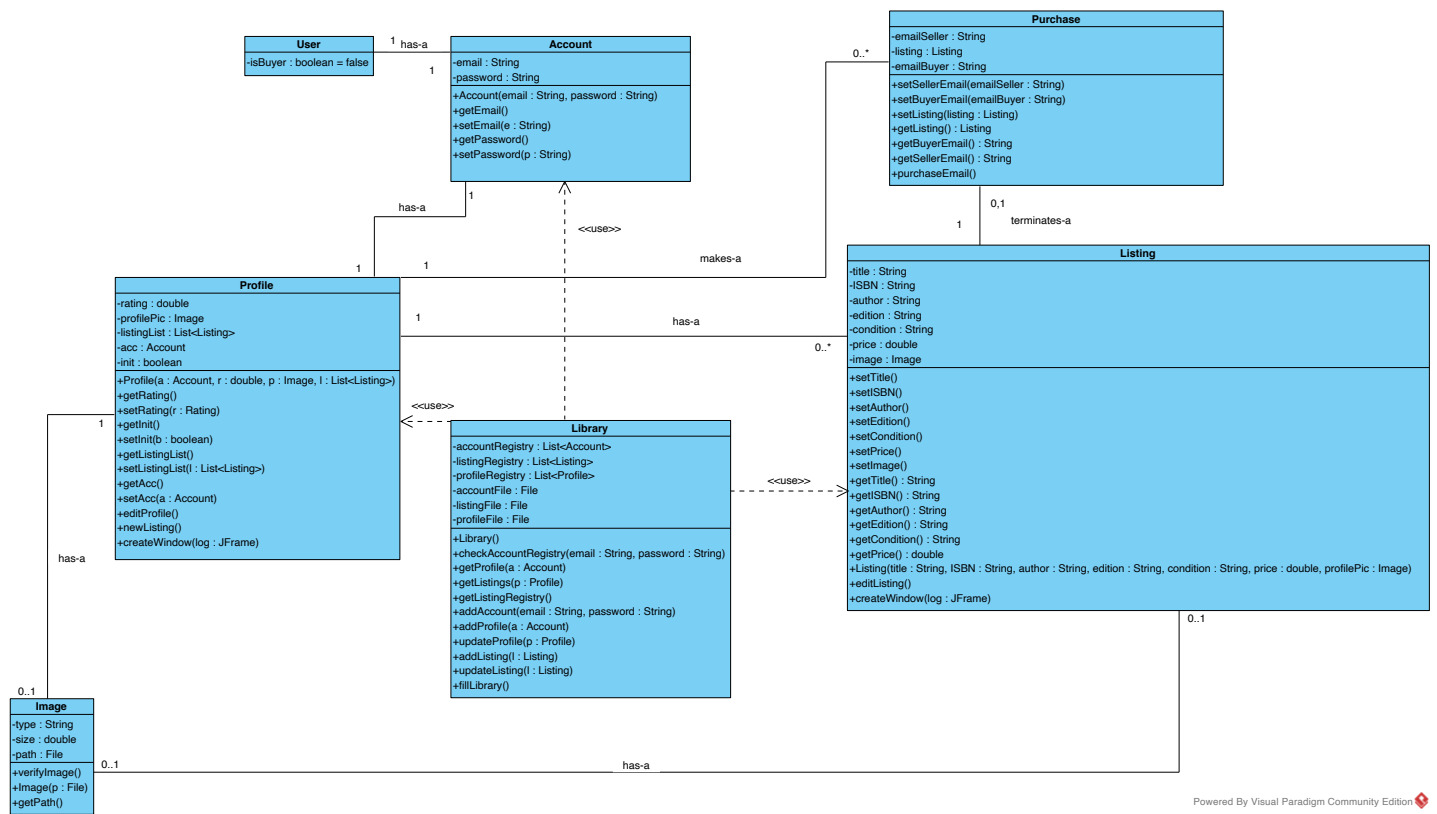 User
-isBuyer : boolean = false
1
has-a
1
Account
-email : String
-password : String
+Account(email : String, password : String)
+getEmail()
+setEmail(e : String)
+getPassword()
+setPassword(p : String)
Purchase
-emailSeller : String
-listing : Listing
-emailBuyer : String
+setSellerEmail(emailSeller : String)
+setBuyerEmail(emailBuyer : String)
+setListing(listing : Listing)
+getListing() : Listing
+getBuyerEmail() : String
+getSellerEmail() : String
+purchaseEmail()
0..*
1
has-a
1
<<use>>
0,1
terminates-a
1
1
makes-a
Profile
-rating : double
-profilePic : Image
-listingList : List<Listing>
-acc : Account
-init : boolean
+Profile(a : Account, r : double, p : Image, l : List<Listing>)
+getRating()
+setRating(r : Rating)
+getInit()
+setInit(b : boolean)
+getListingList()
+setListingList(l : List<Listing>)
+getAcc()
+setAcc(a : Account)
+editProfile()
+newListing()
+createWindow(log : JFrame)
1
has-a
0..*
Listing
-title : String
-ISBN : String
-author : String
-edition : String
-condition : String
-price : double
-image : Image
+setTitle()
+setISBN()
+setAuthor()
+setEdition()
+setCondition()
+setPrice()
+setImage()
+getTitle() : String
+getISBN() : String
+getAuthor() : String
+getEdition() : String
+getCondition() : String
+getPrice() : double
+Listing(title : String, ISBN : String, author : String, edition : String, condition : String, price : double, profilePic : Image)
+editListing()
+createWindow(log : JFrame)
<<use>>
Library
-accountRegistry : List<Account>
-listingRegistry : List<Listing>
-profileRegistry : List<Profile>
-accountFile : File
-listingFile : File
-profileFile : File
+Library()
+checkAccountRegistry(email : String, password : String)
+getProfile(a : Account)
+getListings(p : Profile)
+getListingRegistry()
+addAccount(email : String, password : String)
+addProfile(a : Account)
+updateProfile(p : Profile)
+addListing(l : Listing)
+updateListing(l : Listing)
+fillLibrary()
<<use>>
1
has-a
0..1
Image
-type : String
-size : double
-path : File
+verifyImage()
+Image(p : File)
+getPath()
0..1
has-a
0..1
Powered By Visual Paradigm Community Edition